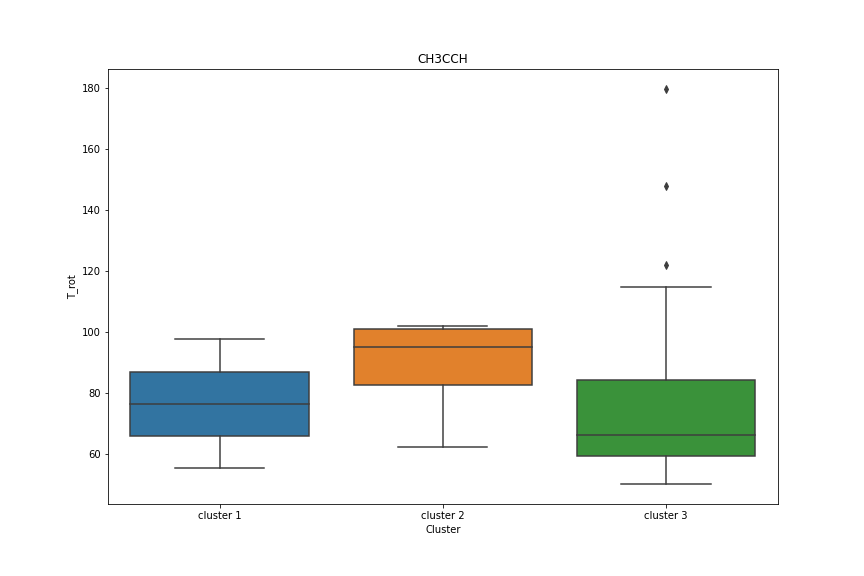 CH3CCH
180
160
140
120
100
80
60
T_rot
cluster 1
cluster 2
cluster 3
Cluster